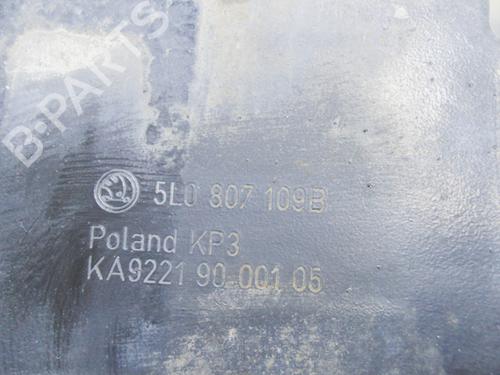 B-PARTS
5L0 807 109B
Poland KP3
KA9221 90-001 05